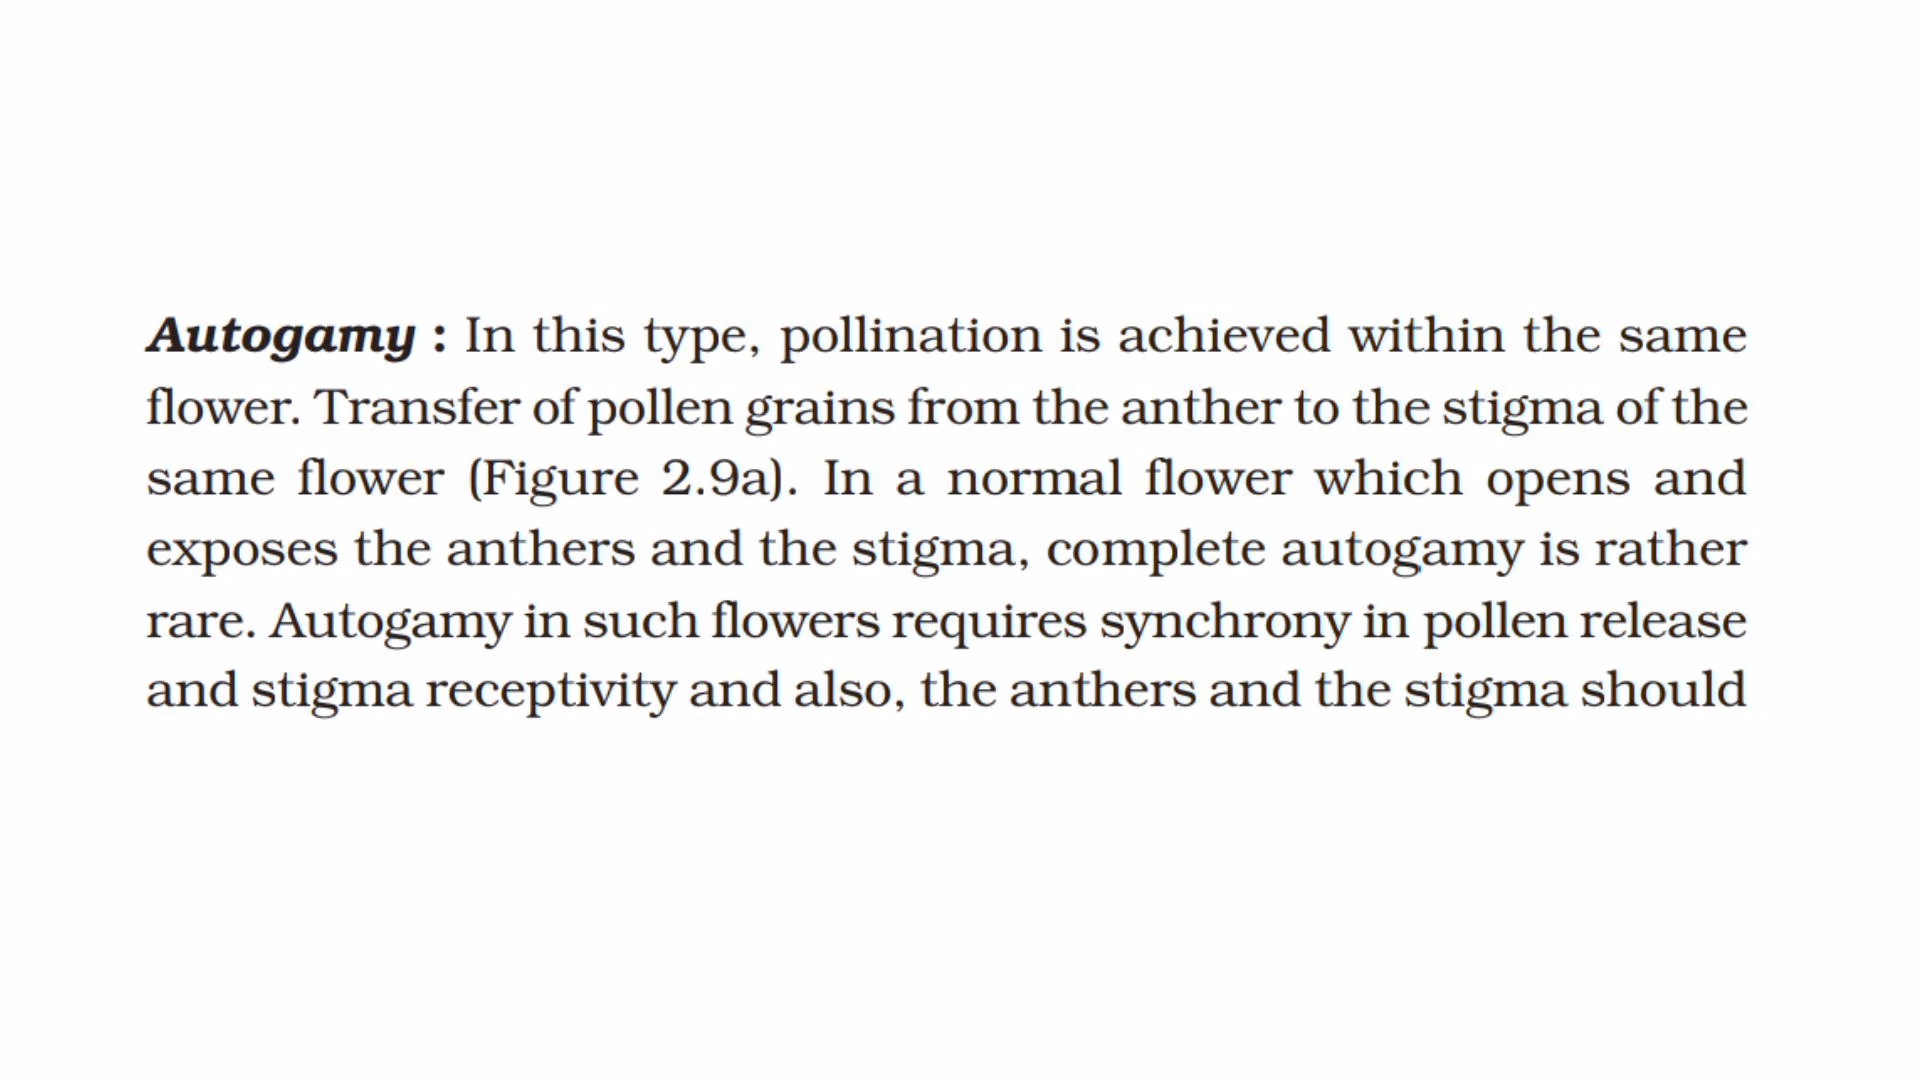 Autogamy : In this type, pollination is achieved within the same
flower. Transfer of pollen grains from the anther to the stigma of the
same flower (Figure 2.9a). In a normal flower which opens and
exposes the anthers and the stigma, complete autogamy is rather
rare. Autogamy in such flowers requires synchrony in pollen release
and stigma receptivity and also, the anthers and the stigma should